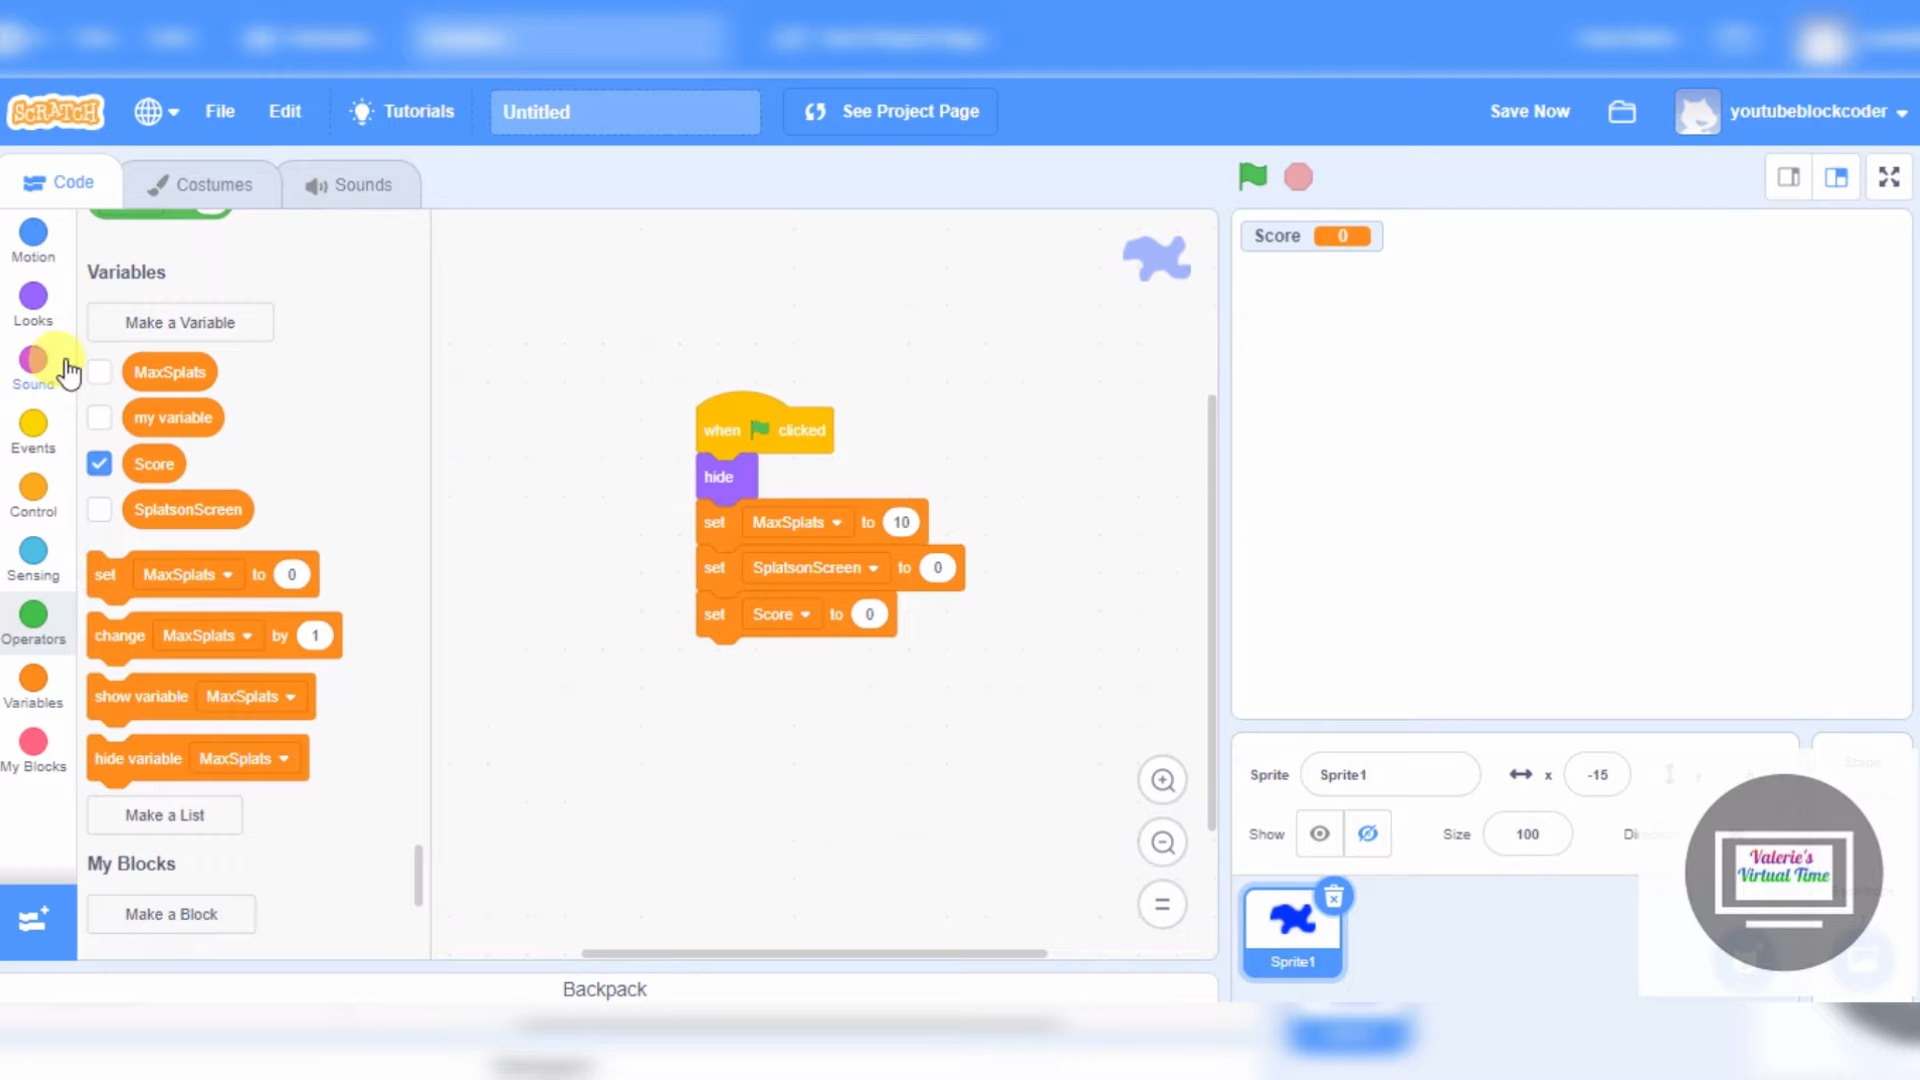 SCRATCH
File
Edit
Tutorials
Untitled
See Project Page
Save Now
youtubeblockcoder
Code
Costumes
Sounds
Motion
Looks
Sound
Events
Control
Sensing
Operators
Variables
My Blocks
Variables
Make a Variable
MaxSplats
my variable
Score
SplatsonScreen
set MaxSplats to 0
change MaxSplats by 1
show variable MaxSplats
hide variable MaxSplats
Make a List
My Blocks
Make a Block
when clicked
hide
set MaxSplats to 10
set SplatsonScreen to 0
set Score to 0
Backpack
Score 0
Sprite Sprite1 x -15
Show Size 100
Sprite1
Stage
Valerie's
Virtual Time